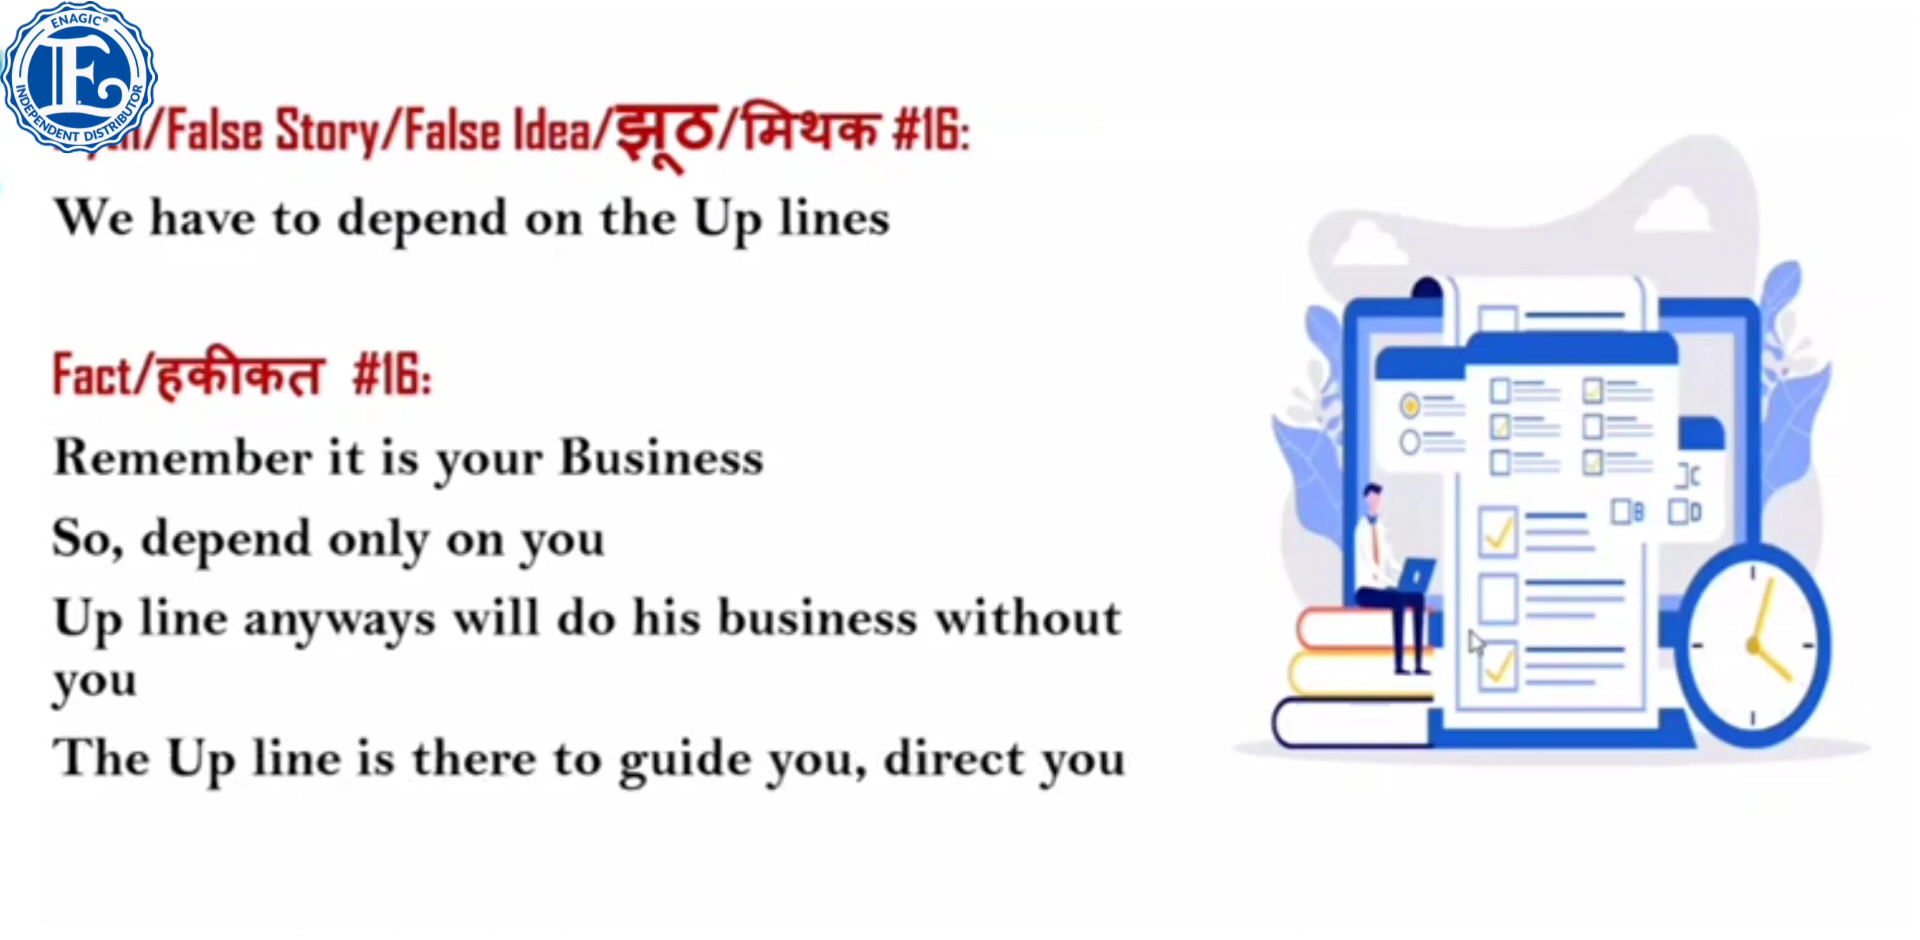 ENAGIC®
E
INDEPENDENT DISTRIBUTOR
/False Story/False Idea/झूठ/मिथक #16:
We have to depend on the Up lines
Fact/हकीकत #16:
Remember it is your Business
So, depend only on you
Up line anyways will do his business without
you
The Up line is there to guide you, direct you
C
B D